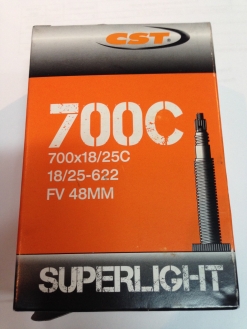 CST
700C
700x18/25C
18/25-622
FV 48MM
SUPERLIGHT